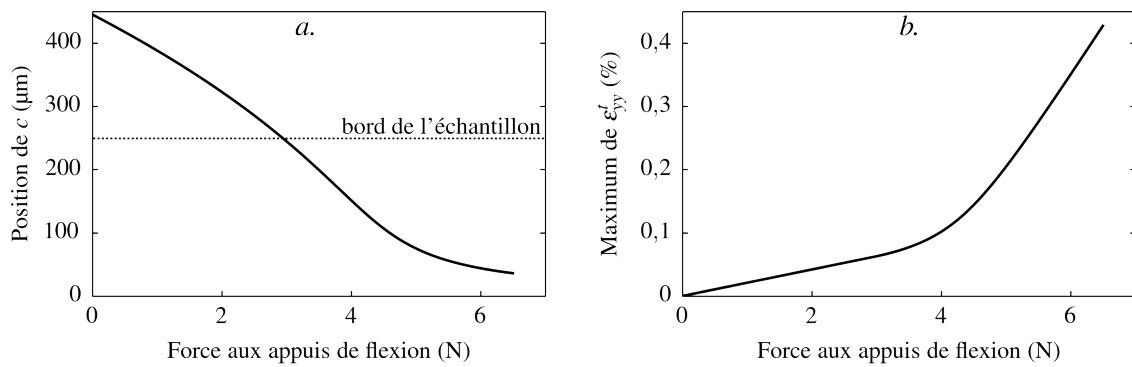 a.
Position de c (μm)
400
300
200
100
0
bord de l'échantillon
0 2 4 6
Force aux appuis de flexion (N)
b.
Maximum de εᵗyy (%)
0,4
0,3
0,2
0,1
0
0 2 4 6
Force aux appuis de flexion (N)